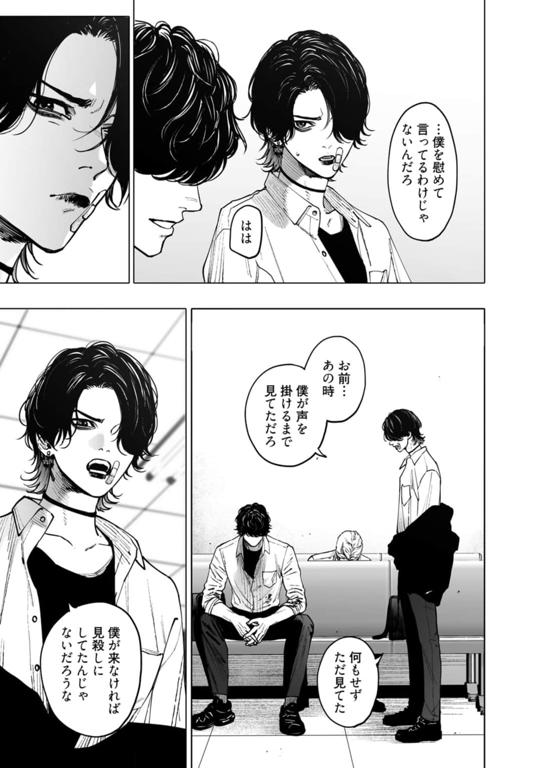 …僕を慰めて
言ってるわけじゃ
ないんだろ
はは
お前…
あの時
僕が声を
掛けるまで
見てただろ
何もせず
ただ見てた
僕が来なければ
見殺しに
してたんじゃ
ないだろうな